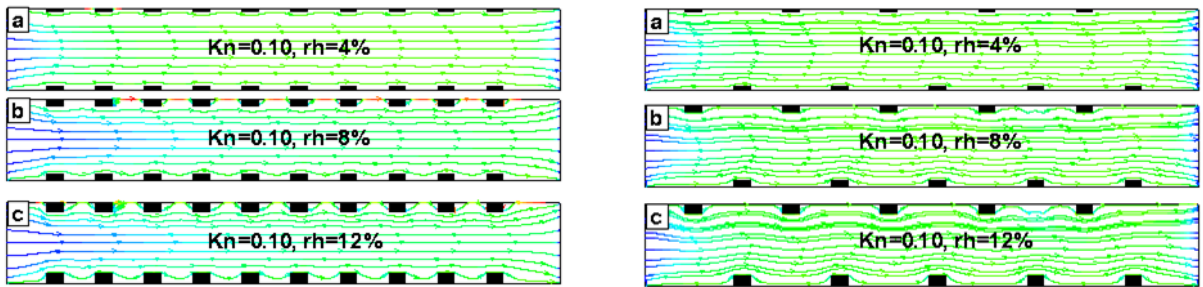 a
Kn=0.10, rh=4%
b
Kn=0.10, rh=8%
c
Kn=0.10, rh=12%
a
Kn=0.10, rh=4%
b
Kn=0.10, rh=8%
c
Kn=0.10, rh=12%